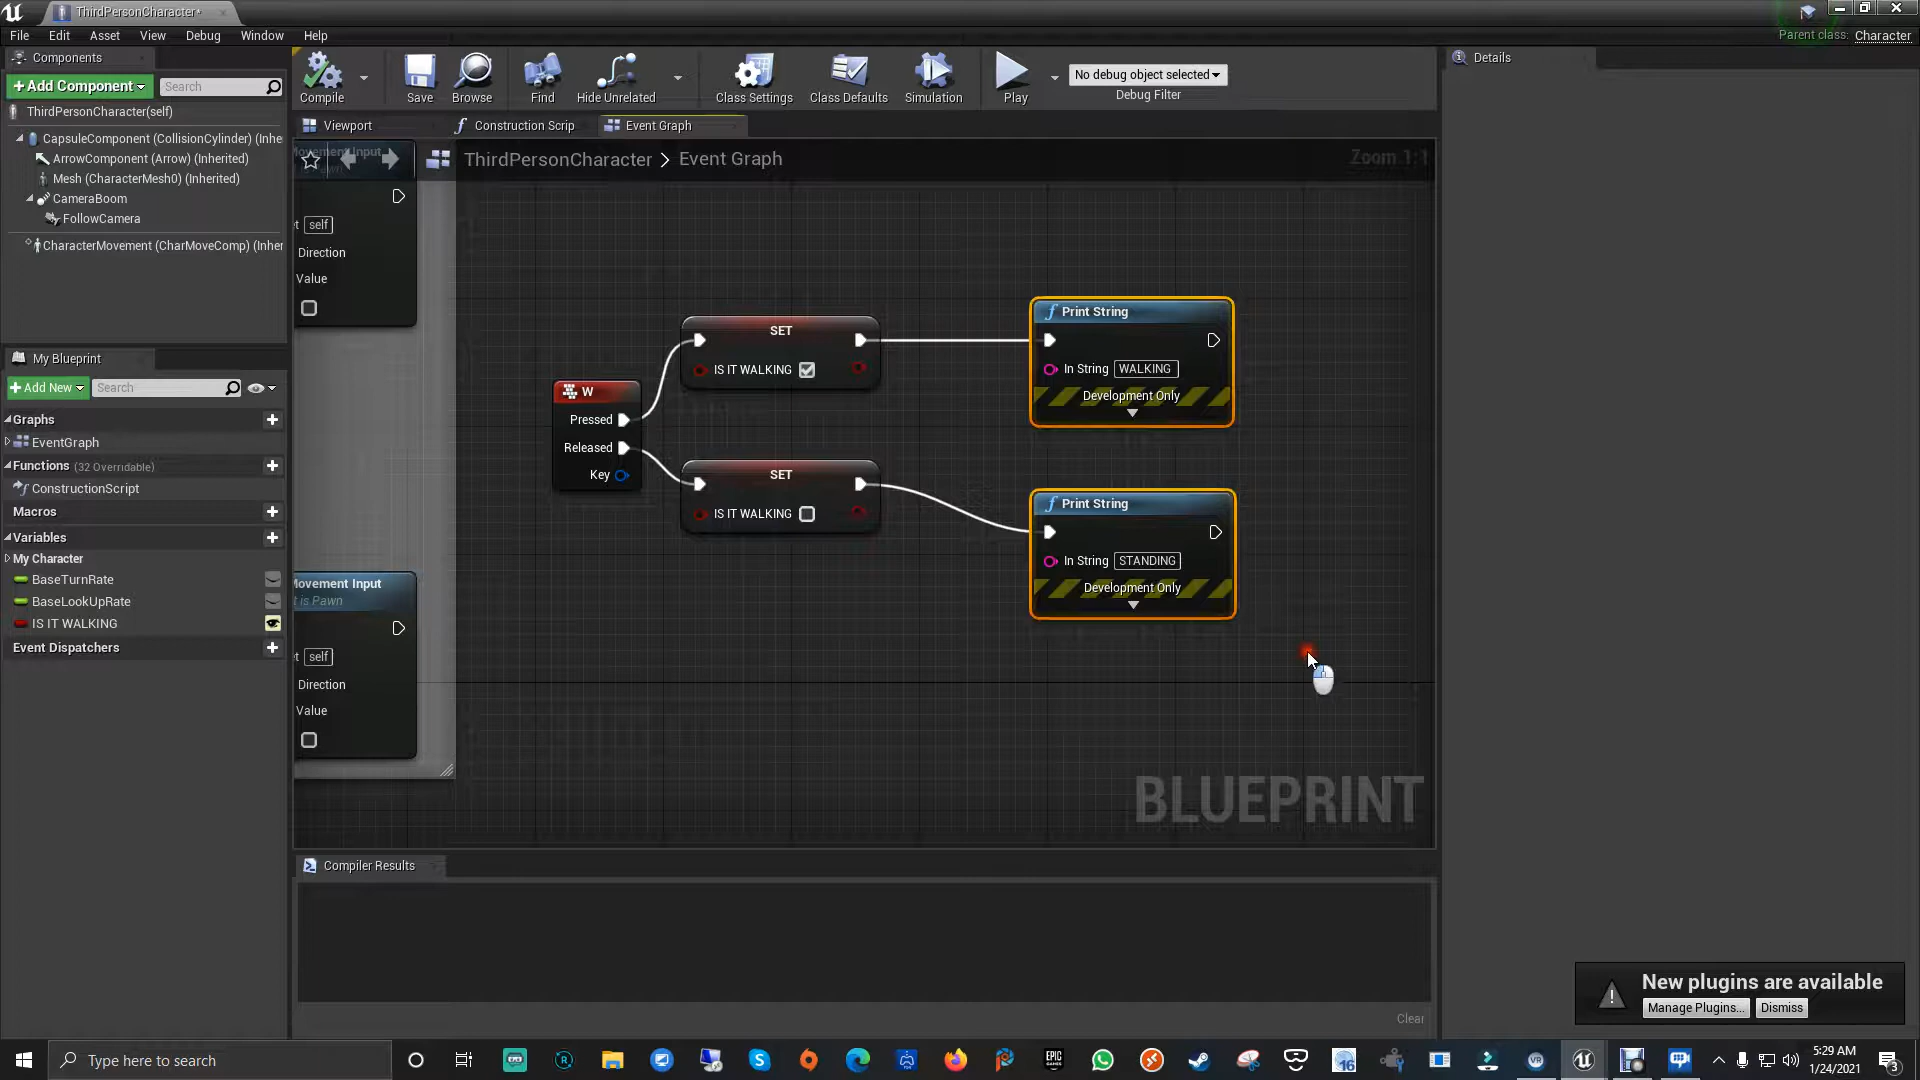 ThirdPersonCharacter*
File Edit Asset View Debug Window Help
Parent class: Character
Components
+Add Component
Search
ThirdPersonCharacter(self)
CapsuleComponent (CollisionCylinder) (Inhe
ArrowComponent (Arrow) (Inherited)
Mesh (CharacterMesh0) (Inherited)
CameraBoom
FollowCamera
CharacterMovement (CharMoveComp) (Inher
My Blueprint
+Add New
Search
Graphs
EventGraph
Functions (32 Overridable)
ConstructionScript
Macros
Variables
My Character
BaseTurnRate
BaseLookUpRate
IS IT WALKING
Event Dispatchers
Compile
Save
Browse
Find
Hide Unrelated
Class Settings
Class Defaults
Simulation
Play
No debug object selected
Debug Filter
Viewport
Construction Scrip
Event Graph
ThirdPersonCharacter > Event Graph
Zoom 1:1
Movement Input
t self
Direction
Value
Movement Input
t is Pawn
t self
Direction
Value
W
Pressed
Released
Key
SET
IS IT WALKING
SET
IS IT WALKING
Print String
In String WALKING
Development Only
Print String
In String STANDING
Development Only
BLUEPRINT
Compiler Results
Clear
Details
New plugins are available
Manage Plugins...
Dismiss
Type here to search
5:29 AM
1/24/2021